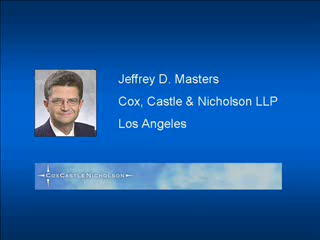 Jeffrey D. Masters
Cox, Castle & Nicholson LLP
Los Angeles
COXCASTLENICHOLSON